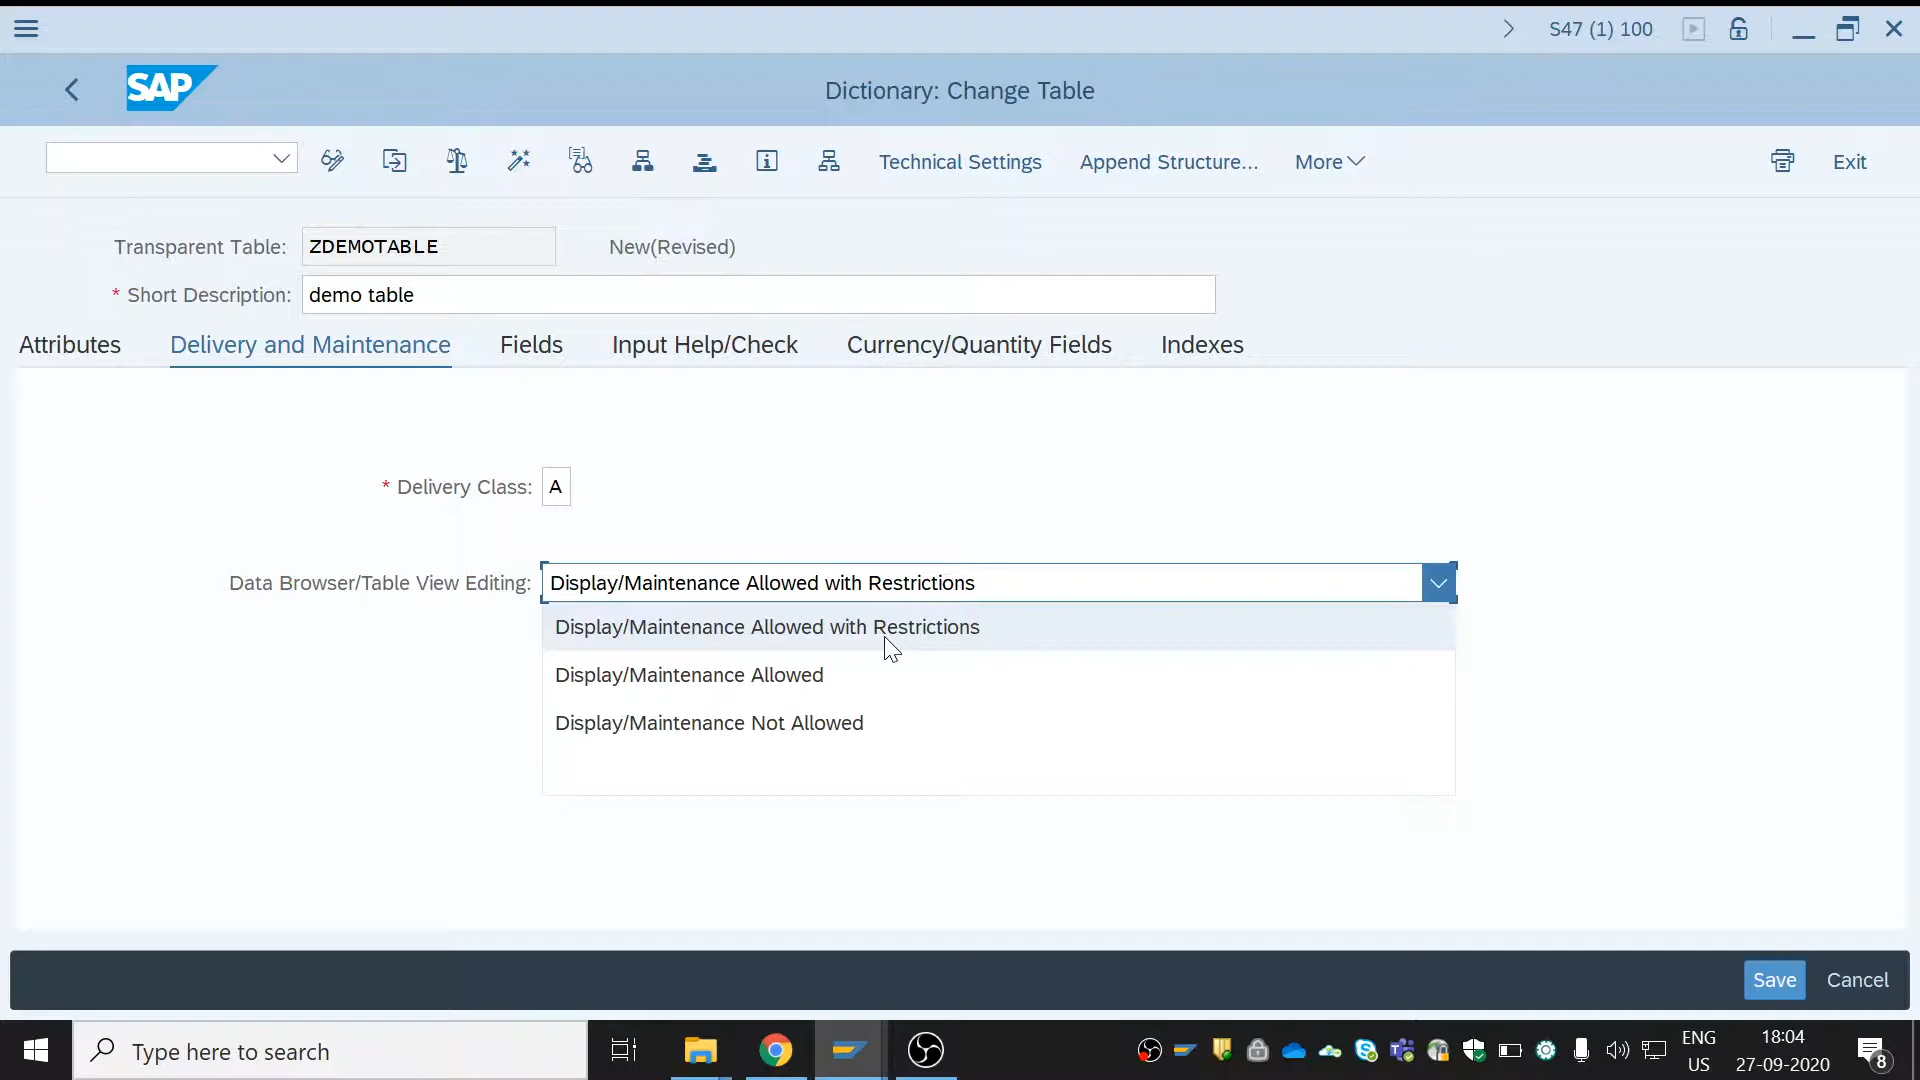 S47 (1) 100
SAP
Dictionary: Change Table
Technical Settings
Append Structure...
More
Exit
Transparent Table:
ZDEMOTABLE
New(Revised)
* Short Description:
demo table
Attributes
Delivery and Maintenance
Fields
Input Help/Check
Currency/Quantity Fields
Indexes
* Delivery Class:
A
Data Browser/Table View Editing:
Display/Maintenance Allowed with Restrictions
Display/Maintenance Allowed with Restrictions
Display/Maintenance Allowed
Display/Maintenance Not Allowed
Save
Cancel
Type here to search
ENG
US
18:04
27-09-2020
8